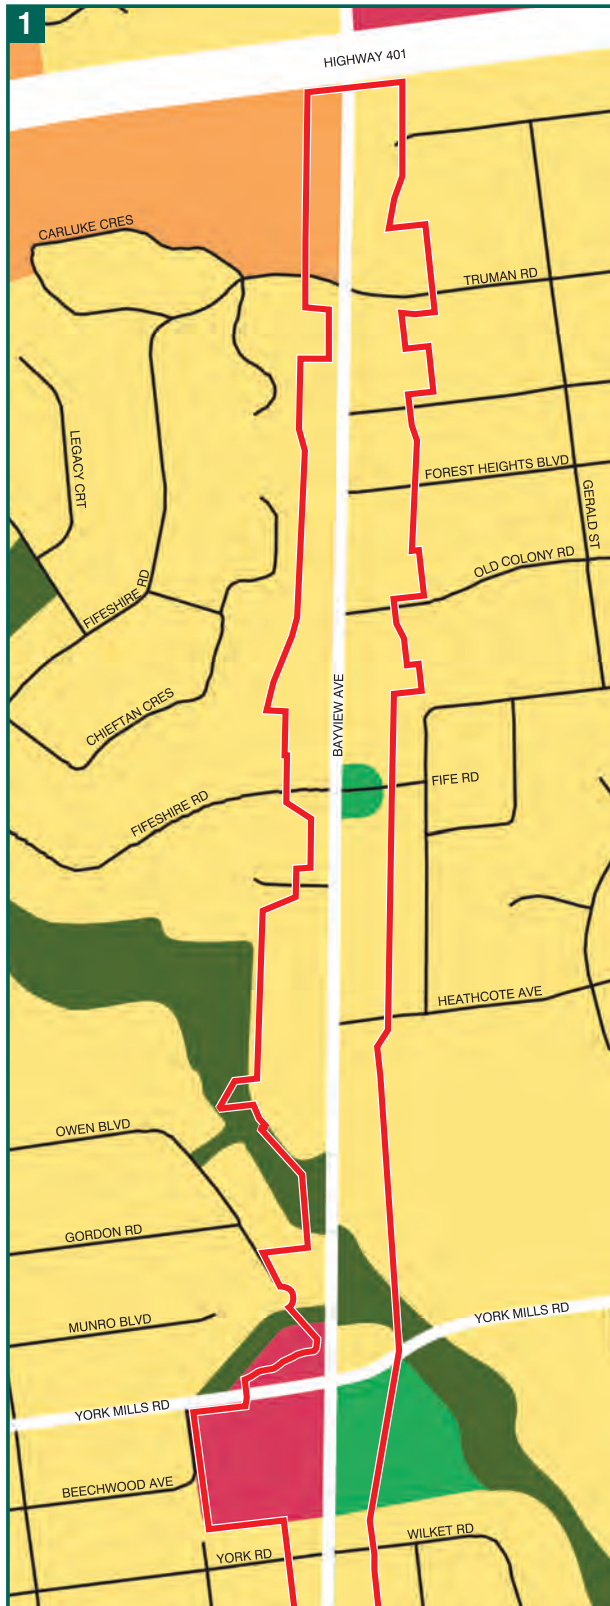 1
HIGHWAY 401
CARLUKE CRES
TRUMAN RD
LEGACY CRT
FOREST HEIGHTS BLVD
GERALD ST
OLD COLONY RD
FIFESHIRE RD
CHIEFTAN CRES
BAYVIEW AVE
FIFE RD
FIFESHIRE RD
HEATHCOTE AVE
OWEN BLVD
GORDON RD
MUNRO BLVD
YORK MILLS RD
YORK MILLS RD
BEECHWOOD AVE
WILKET RD
YORK RD